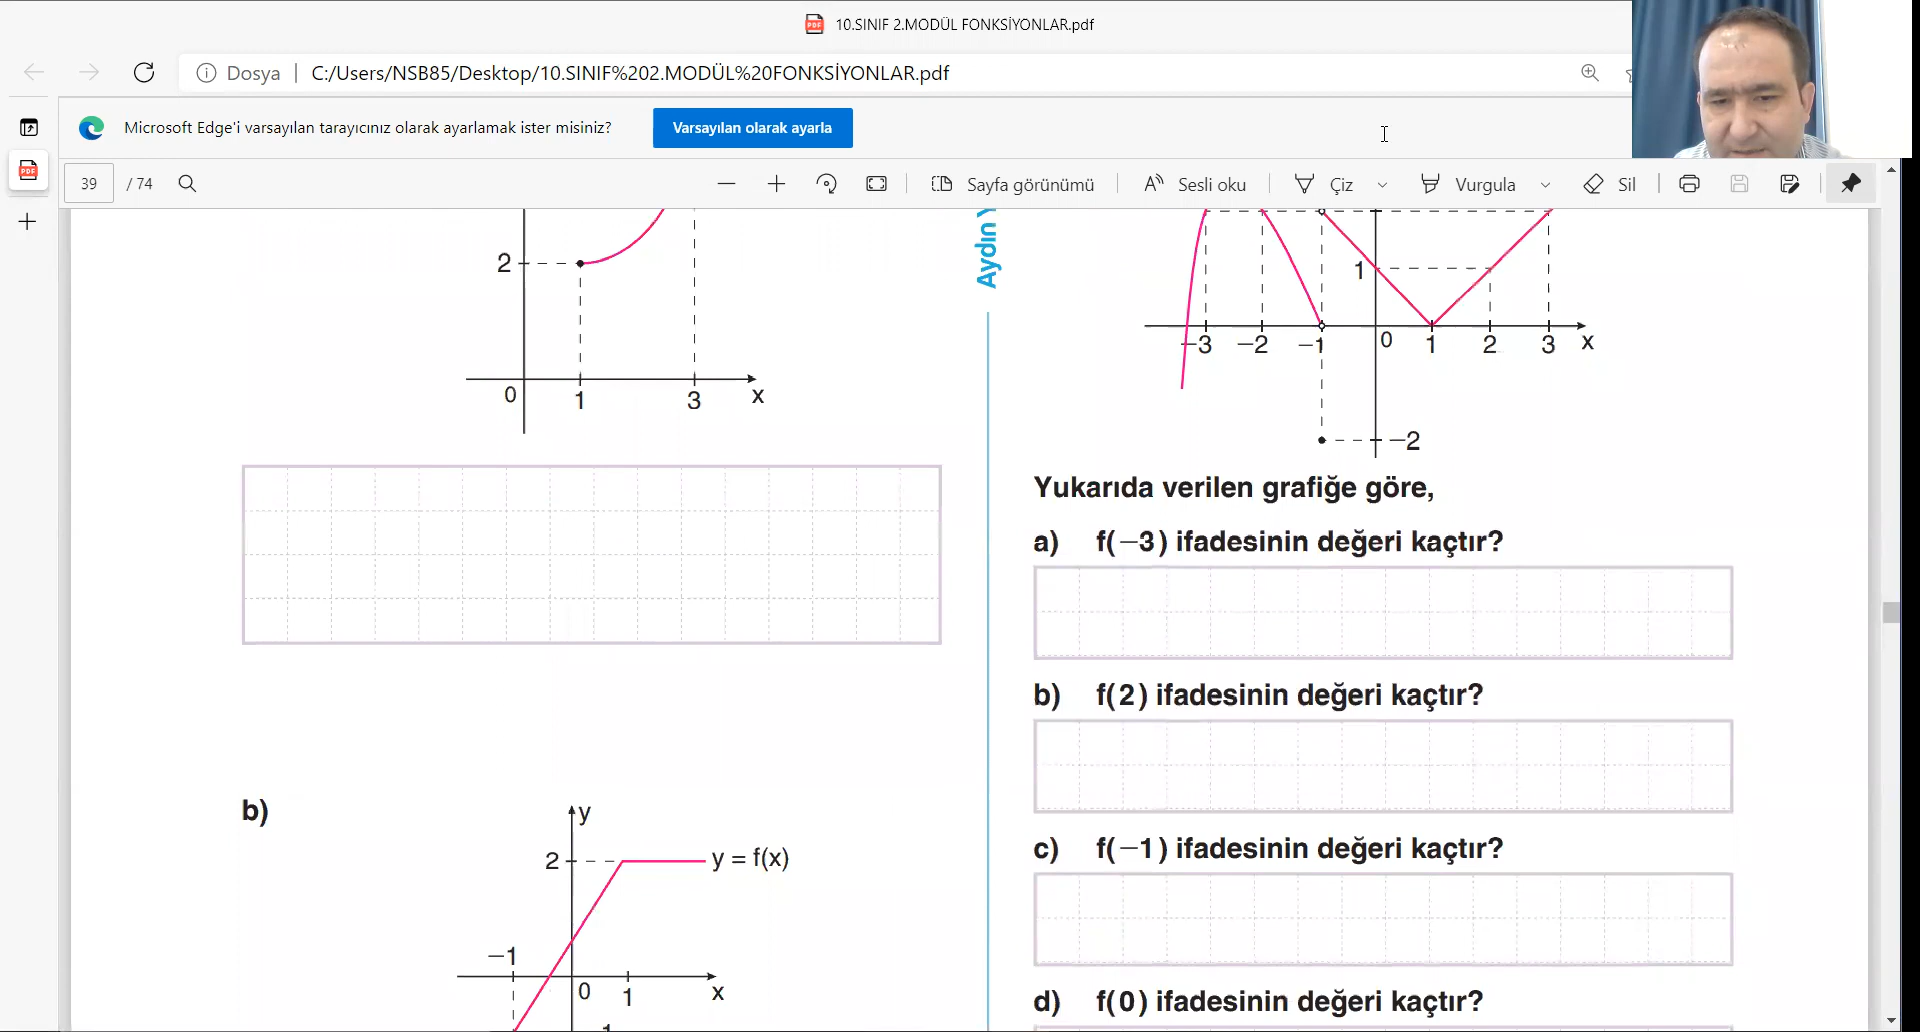 10.SINIF 2.MODÜL FONKSİYONLAR.pdf
Dosya | C:/Users/NSB85/Desktop/10.SINIF%202.MODÜL%20FONKSİYONLAR.pdf
Microsoft Edge'i varsayılan tarayıcınız olarak ayarlamak ister misiniz?
Varsayılan olarak ayarla
39 / 74
Sayfa görünümü
Sesli oku
Çiz
Vurgula
Sil
2
0
1
3
x
b)
y
2
y = f(x)
−1
0
1
x
Aydın
1
−3
−2
−1
0
1
2
3
x
−2
Yukarıda verilen grafiğe göre,
a) f(−3) ifadesinin değeri kaçtır?
b) f(2) ifadesinin değeri kaçtır?
c) f(−1) ifadesinin değeri kaçtır?
d) f(0) ifadesinin değeri kaçtır?